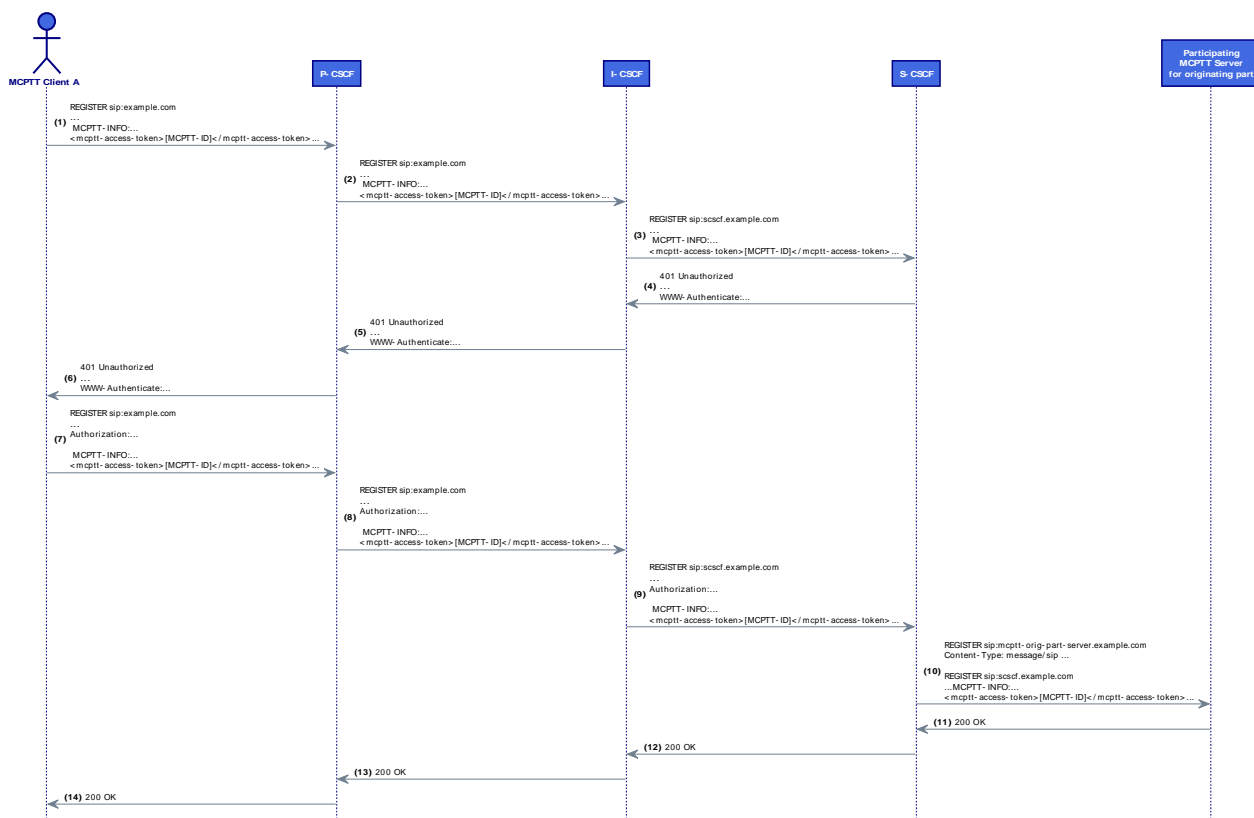 MCPTT Client A
P- CSCF
I- CSCF
S- CSCF
Participating
MCPTT Server
for originating part
REGISTER sip:example.com
(1) ...
MCPTT- INFO:...
<mcptt- access- token> [MCPTT- ID]</ mcptt- access- token> ...
REGISTER sip:example.com
(2) ...
MCPTT- INFO:...
<mcptt- access- token> [MCPTT- ID]</ mcptt- access- token> ...
REGISTER sip:scscf.example.com
(3) ...
MCPTT- INFO:...
<mcptt- access- token> [MCPTT- ID]</ mcptt- access- token> ...
401 Unauthorized
(4) ...
WWW- Authenticate:...
401 Unauthorized
(5) ...
WWW- Authenticate:...
401 Unauthorized
(6) ...
WWW- Authenticate:...
REGISTER sip:example.com
...
(7) Authorization:...
MCPTT- INFO:...
<mcptt- access- token> [MCPTT- ID]</ mcptt- access- token> ...
REGISTER sip:example.com
...
(8) Authorization:...
MCPTT- INFO:...
<mcptt- access- token> [MCPTT- ID]</ mcptt- access- token> ...
REGISTER sip:scscf.example.com
...
(9) Authorization:...
MCPTT- INFO:...
<mcptt- access- token> [MCPTT- ID]</ mcptt- access- token> ...
REGISTER sip:mcptt- orig- part- server.example.com
Content- Type: message/ sip ...
(10) REGISTER sip:scscf.example.com
...MCPTT- INFO:...
<mcptt- access- token> [MCPTT- ID]</ mcptt- access- token> ...
(11) 200 OK
(12) 200 OK
(13) 200 OK
(14) 200 OK